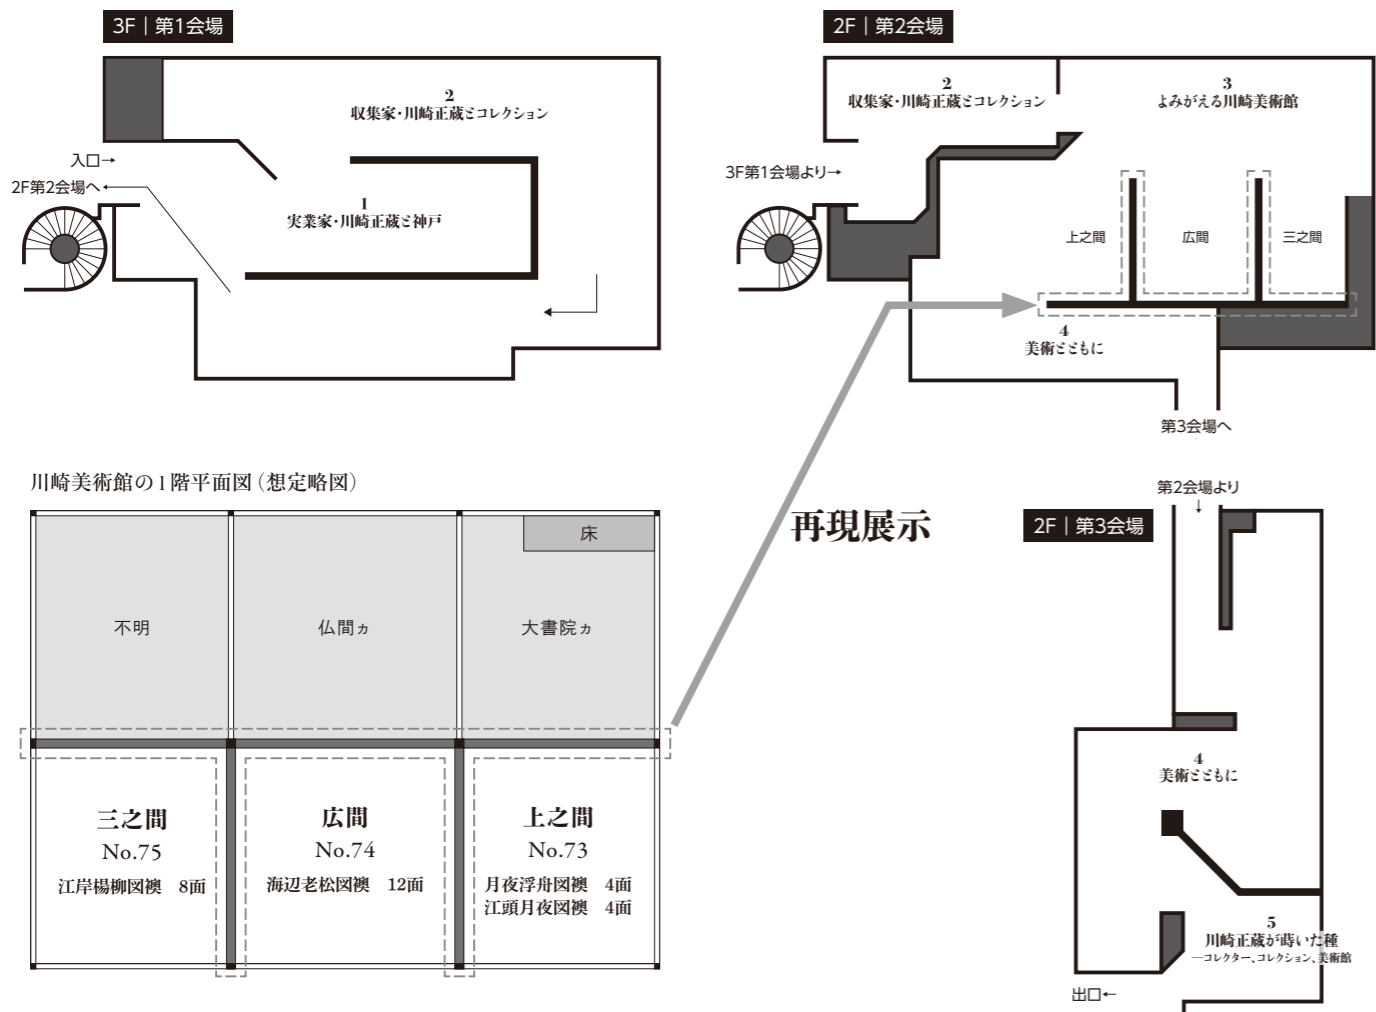 3F｜第1会場
2
収集家・川崎正蔵とコレクション
入口→
2F第2会場へ
1
実業家・川崎正蔵と神戸
2F｜第2会場
2
収集家・川崎正蔵とコレクション
3
よみがえる川崎美術館
3F第1会場より→
上之間
広間
三之間
4
美術とともに
第3会場へ
川崎美術館の1階平面図（想定略図）
床
不明
仏間ヵ
大書院ヵ
三之間
No.75
江岸楊柳図襖　8面
広間
No.74
海辺老松図襖　12面
上之間
No.73
月夜浮舟図襖　4面
江頭月夜図襖　4面
再現展示
第2会場より
↓
2F｜第3会場
4
美術とともに
5
川崎正蔵が蒔いた種
―コレクター、コレクション、美術館
出口←